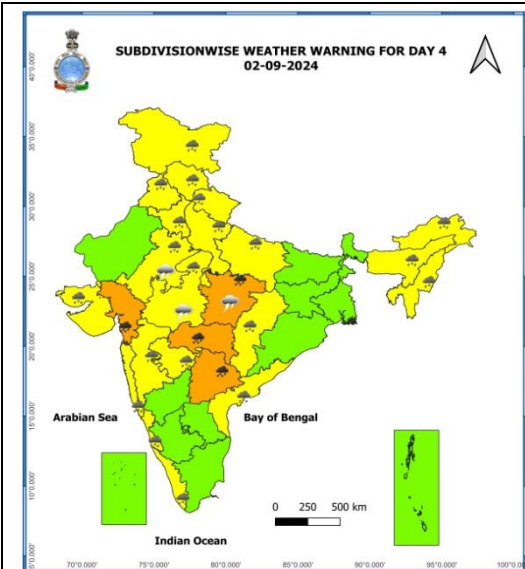 SUBDIVISIONWISE WEATHER WARNING FOR DAY 4
02-09-2024
40°0.000'
35°0.000'
30°0.000'
25°0.000'
20°0.000'
15°0.000'
10°0.000'
5°0.000'
Arabian Sea
Bay of Bengal
0 250 500 km
Indian Ocean
70°0.000' 75°0.000' 80°0.000' 85°0.000' 90°0.000' 95°0.000' 100°0.000'